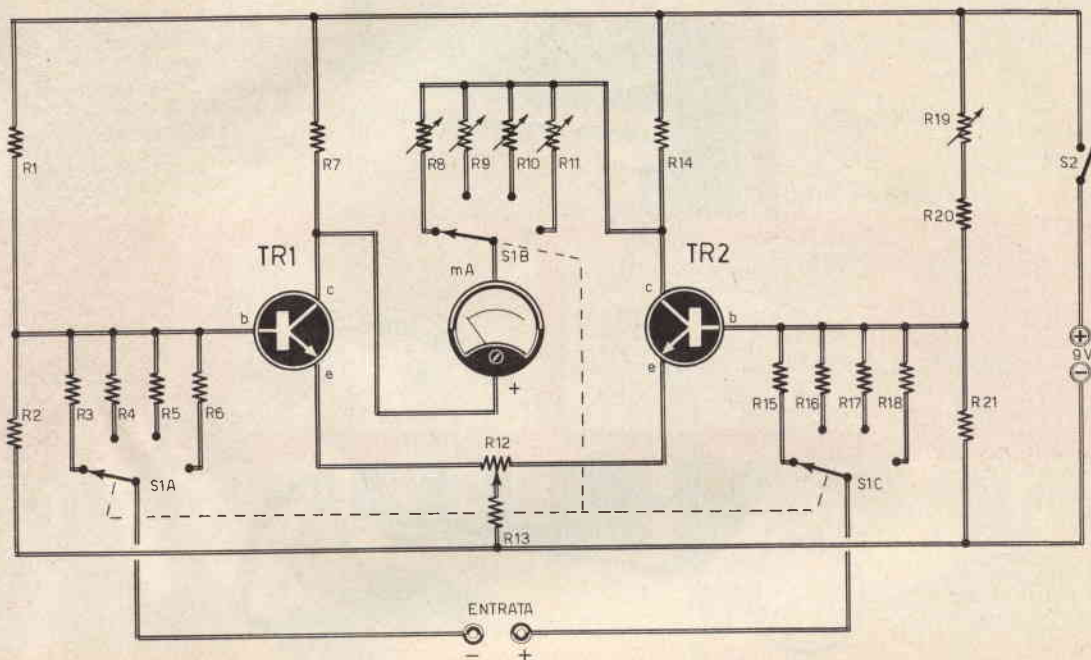 R1
R7
R8
R9
R10
R11
R14
R19
R20
S2
TR1
mA
S1B
TR2
c
b
e
c
b
e
+
+
9V
−
R2
R3
R4
R5
R6
R12
R15
R16
R17
R18
R21
S1A
S1C
R13
ENTRATA
− +